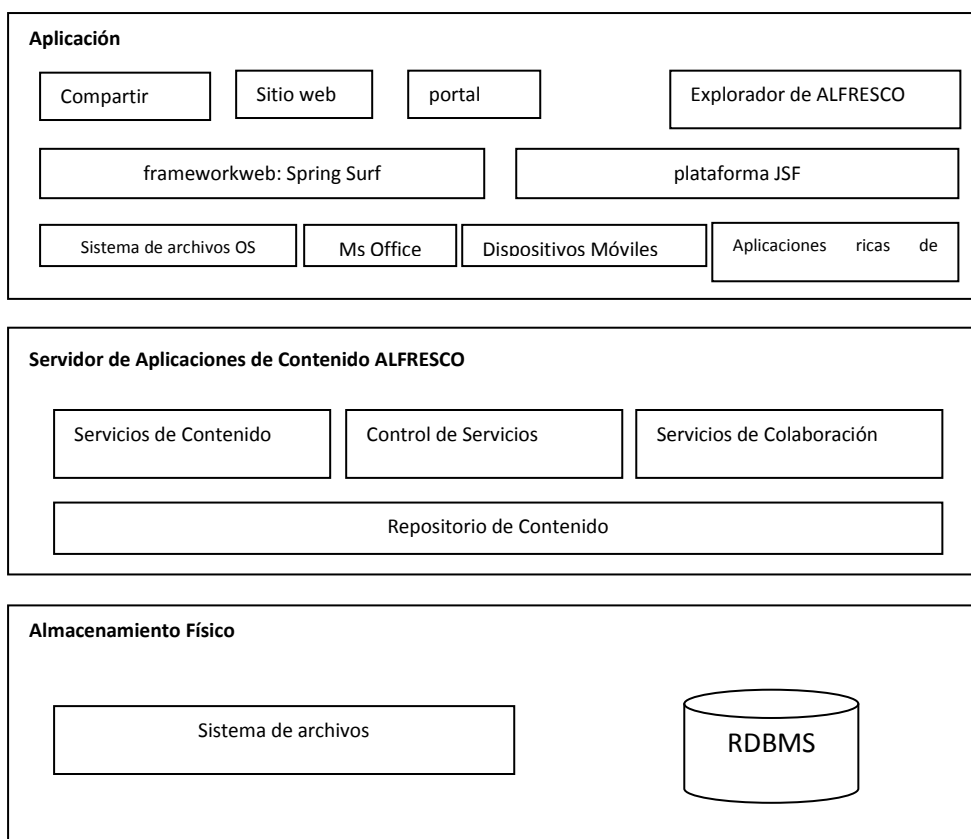 Aplicación
Compartir
Sitio web
portal
Explorador de ALFRESCO
frameworkweb: Spring Surf
plataforma JSF
Sistema de archivos OS
Ms Office
Dispositivos Móviles
Aplicaciones ricas de
Servidor de Aplicaciones de Contenido ALFRESCO
Servicios de Contenido
Control de Servicios
Servicios de Colaboración
Repositorio de Contenido
Almacenamiento Físico
Sistema de archivos
RDBMS